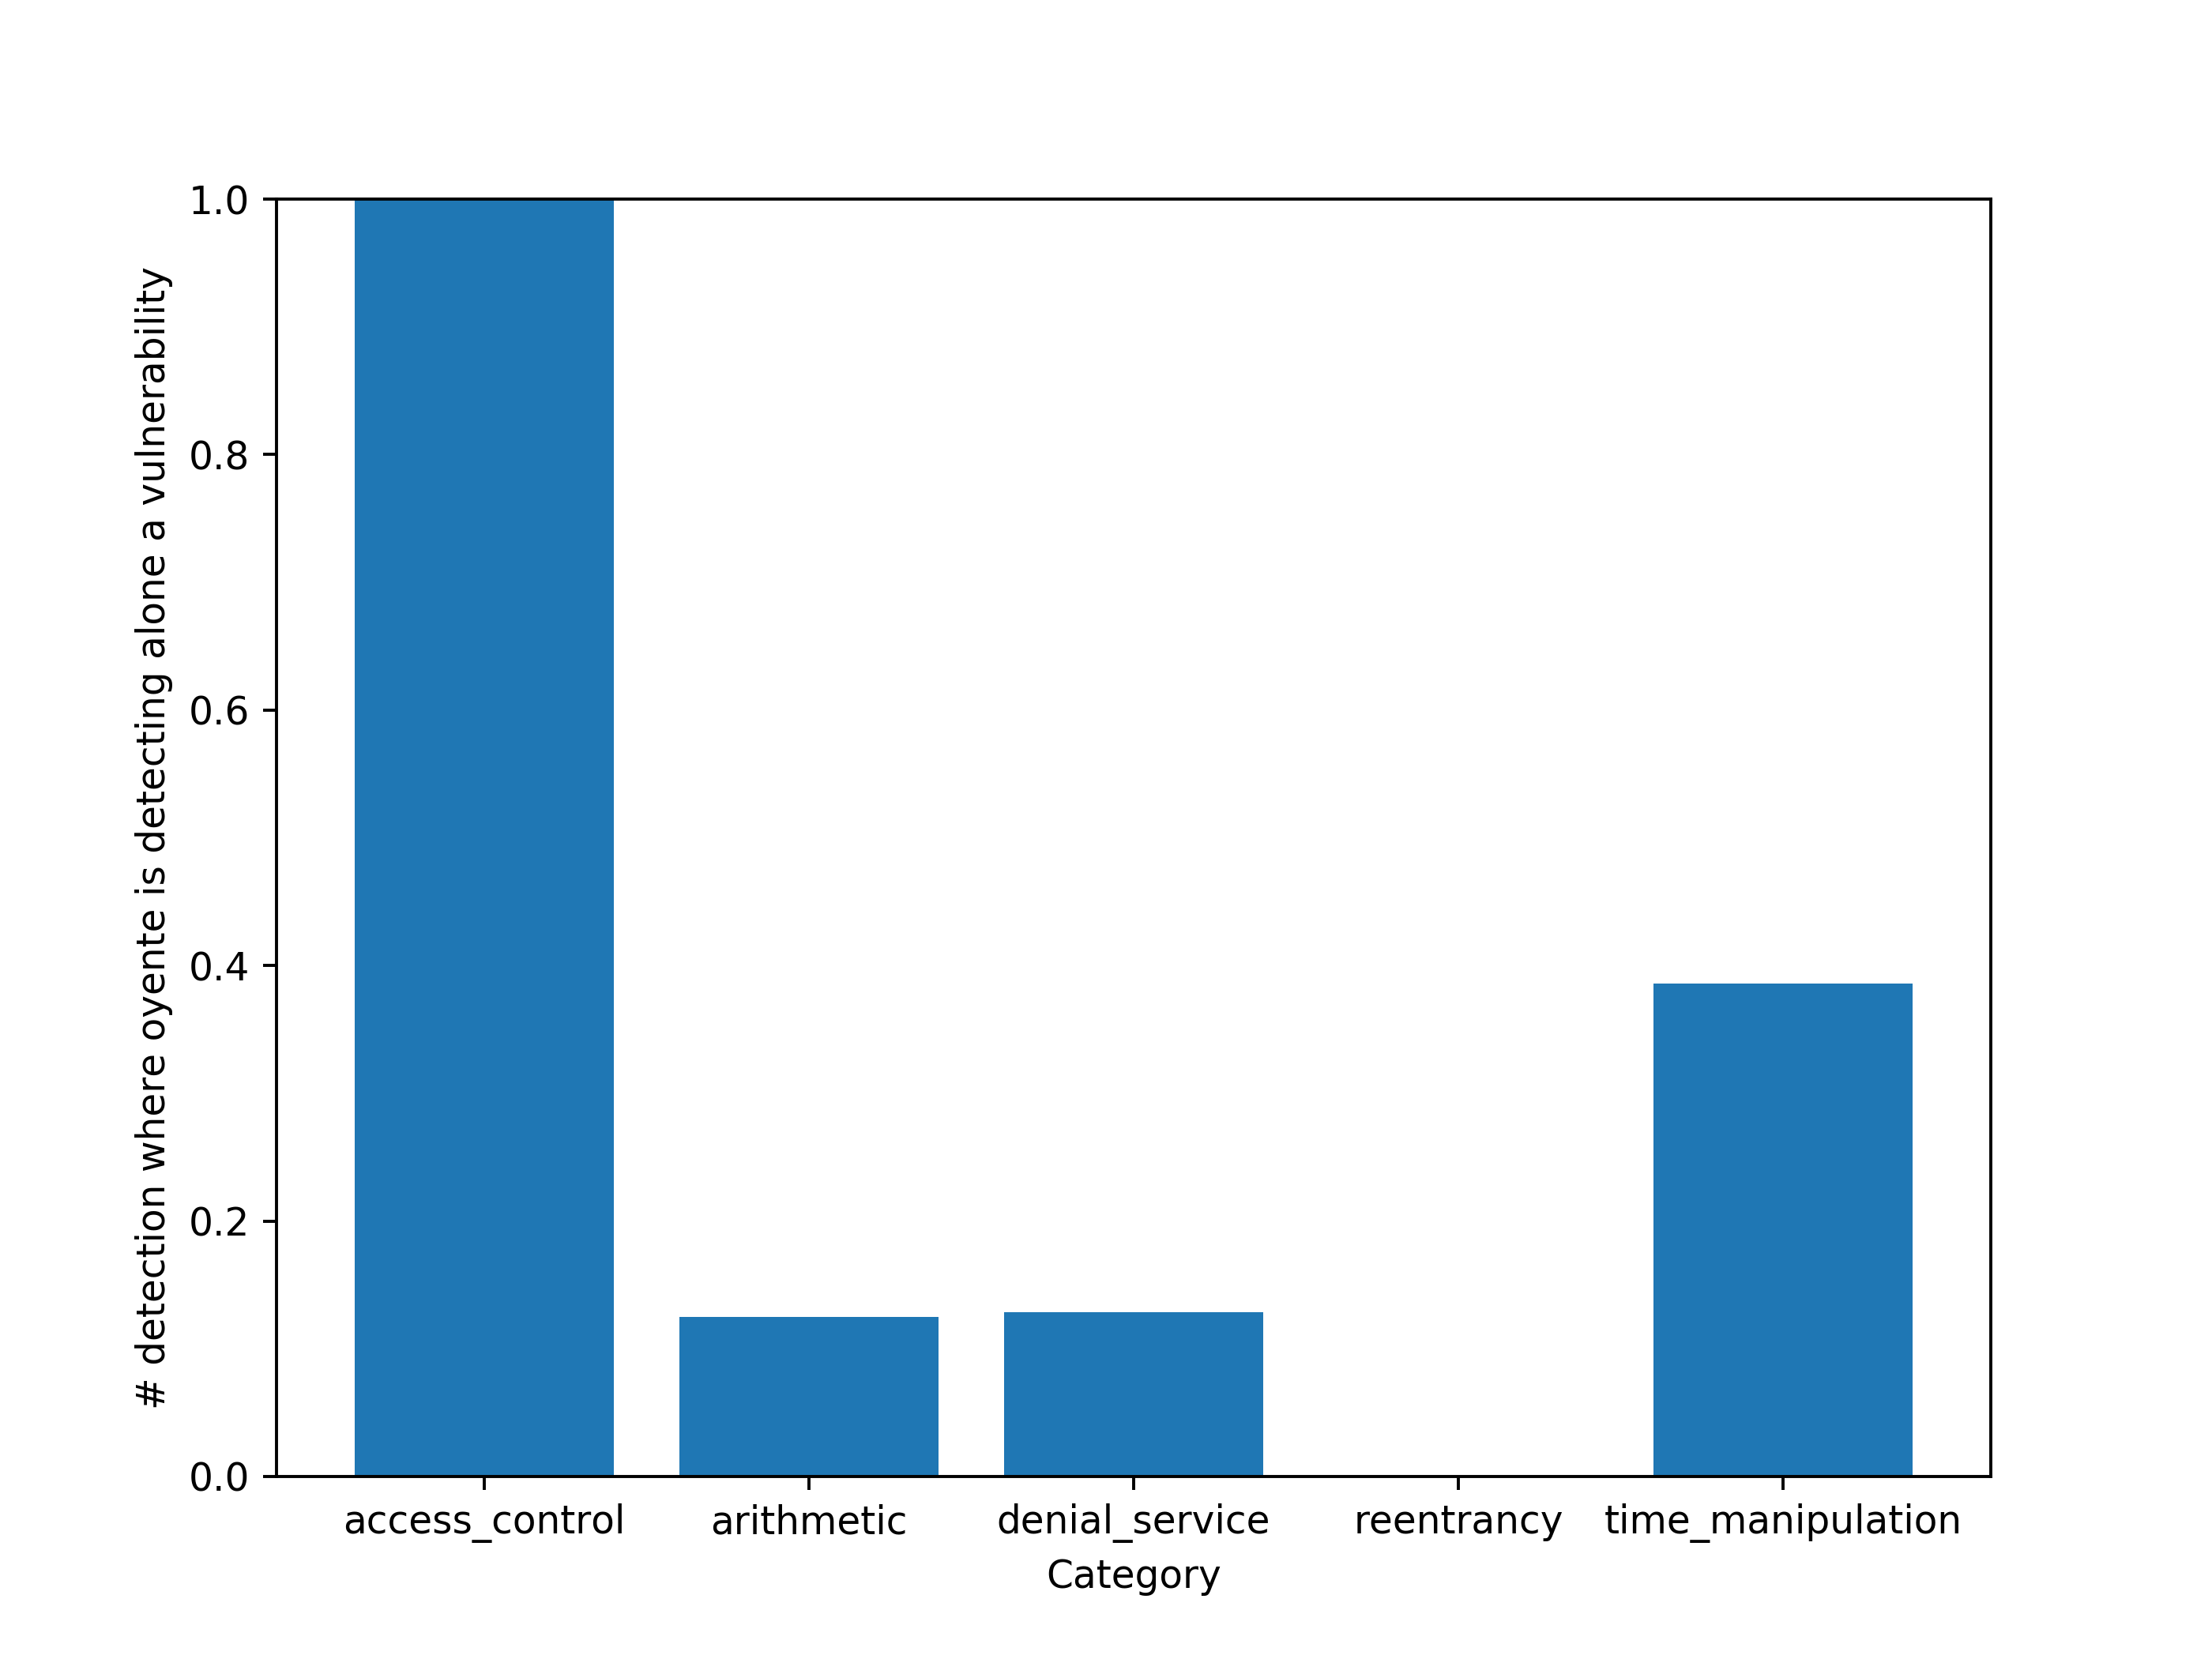 # detection where oyente is detecting alone a vulnerability
1.0
0.8
0.6
0.4
0.2
0.0
access_control arithmetic denial_service reentrancy time_manipulation
Category